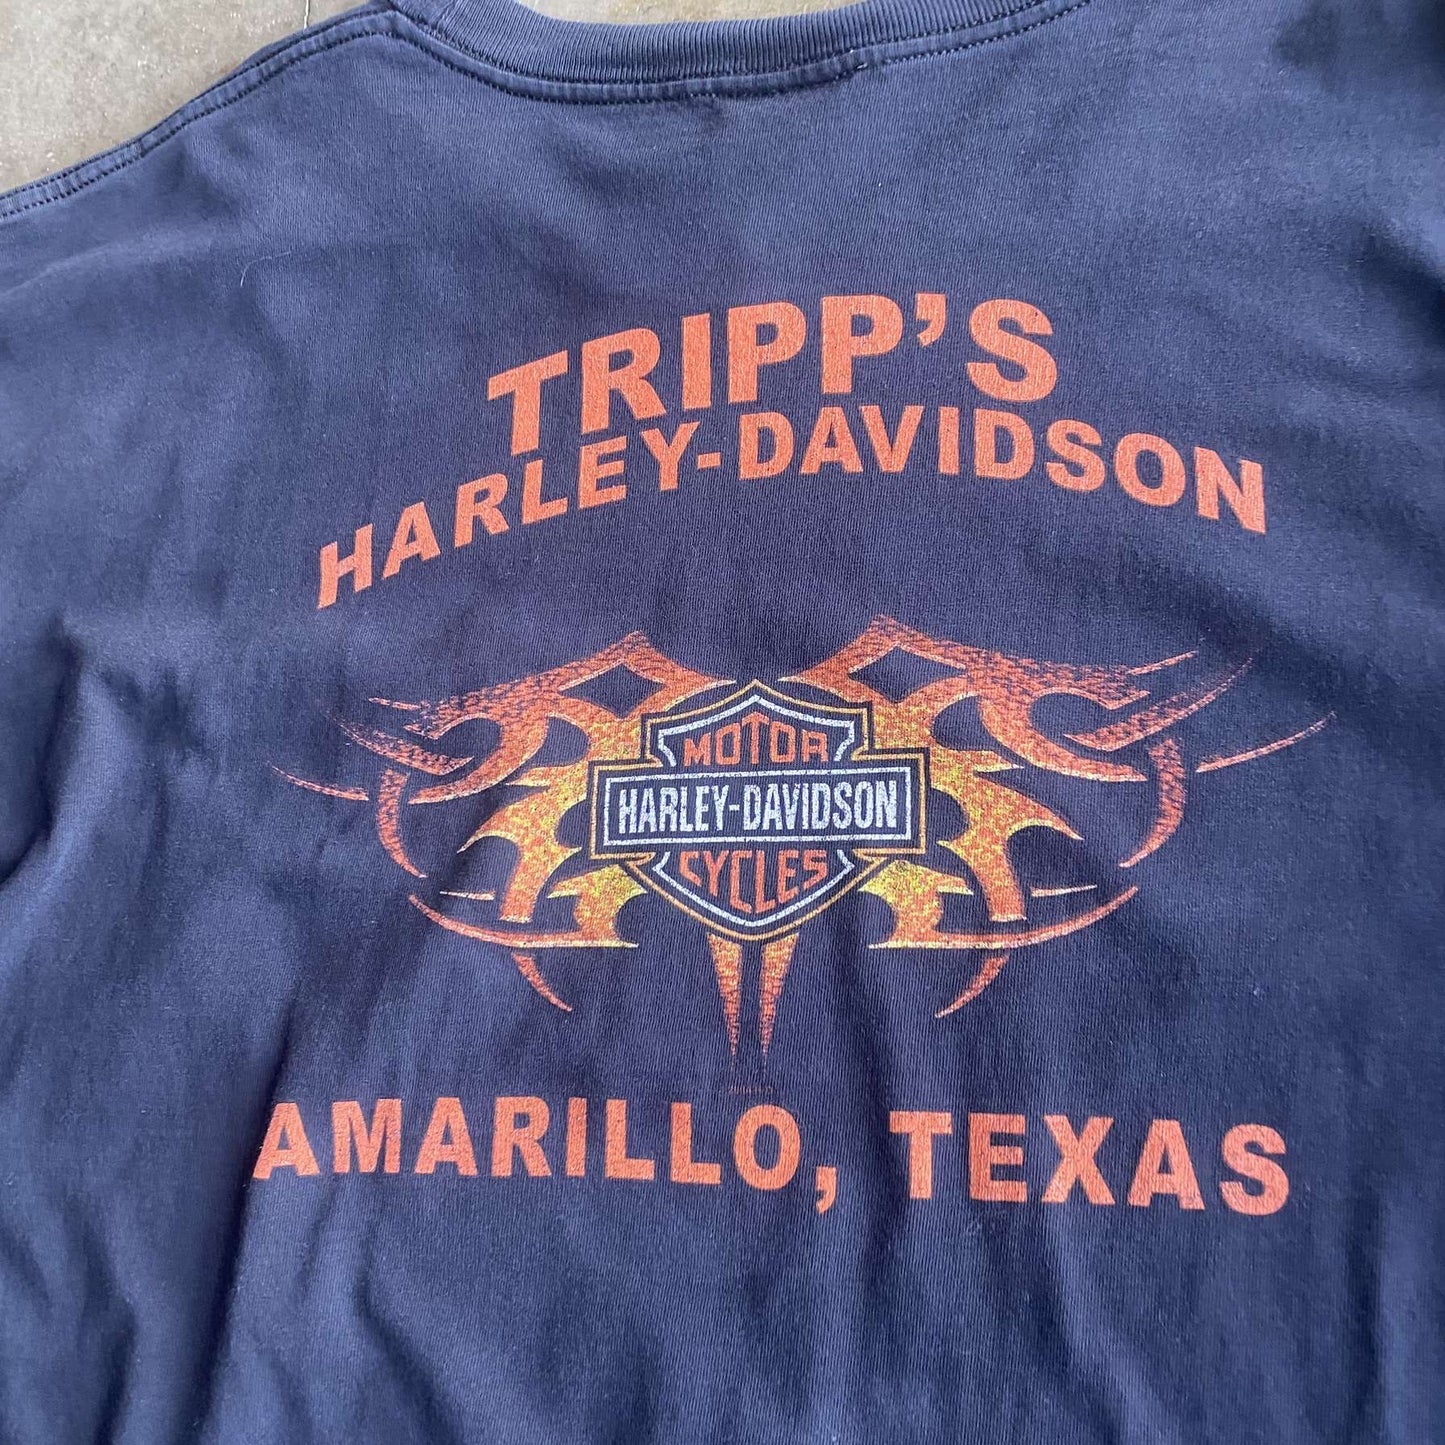 TRIPP'S
HARLEY-DAVIDSON
MOTOR
HARLEY-DAVIDSON
CYCLES
AMARILLO, TEXAS